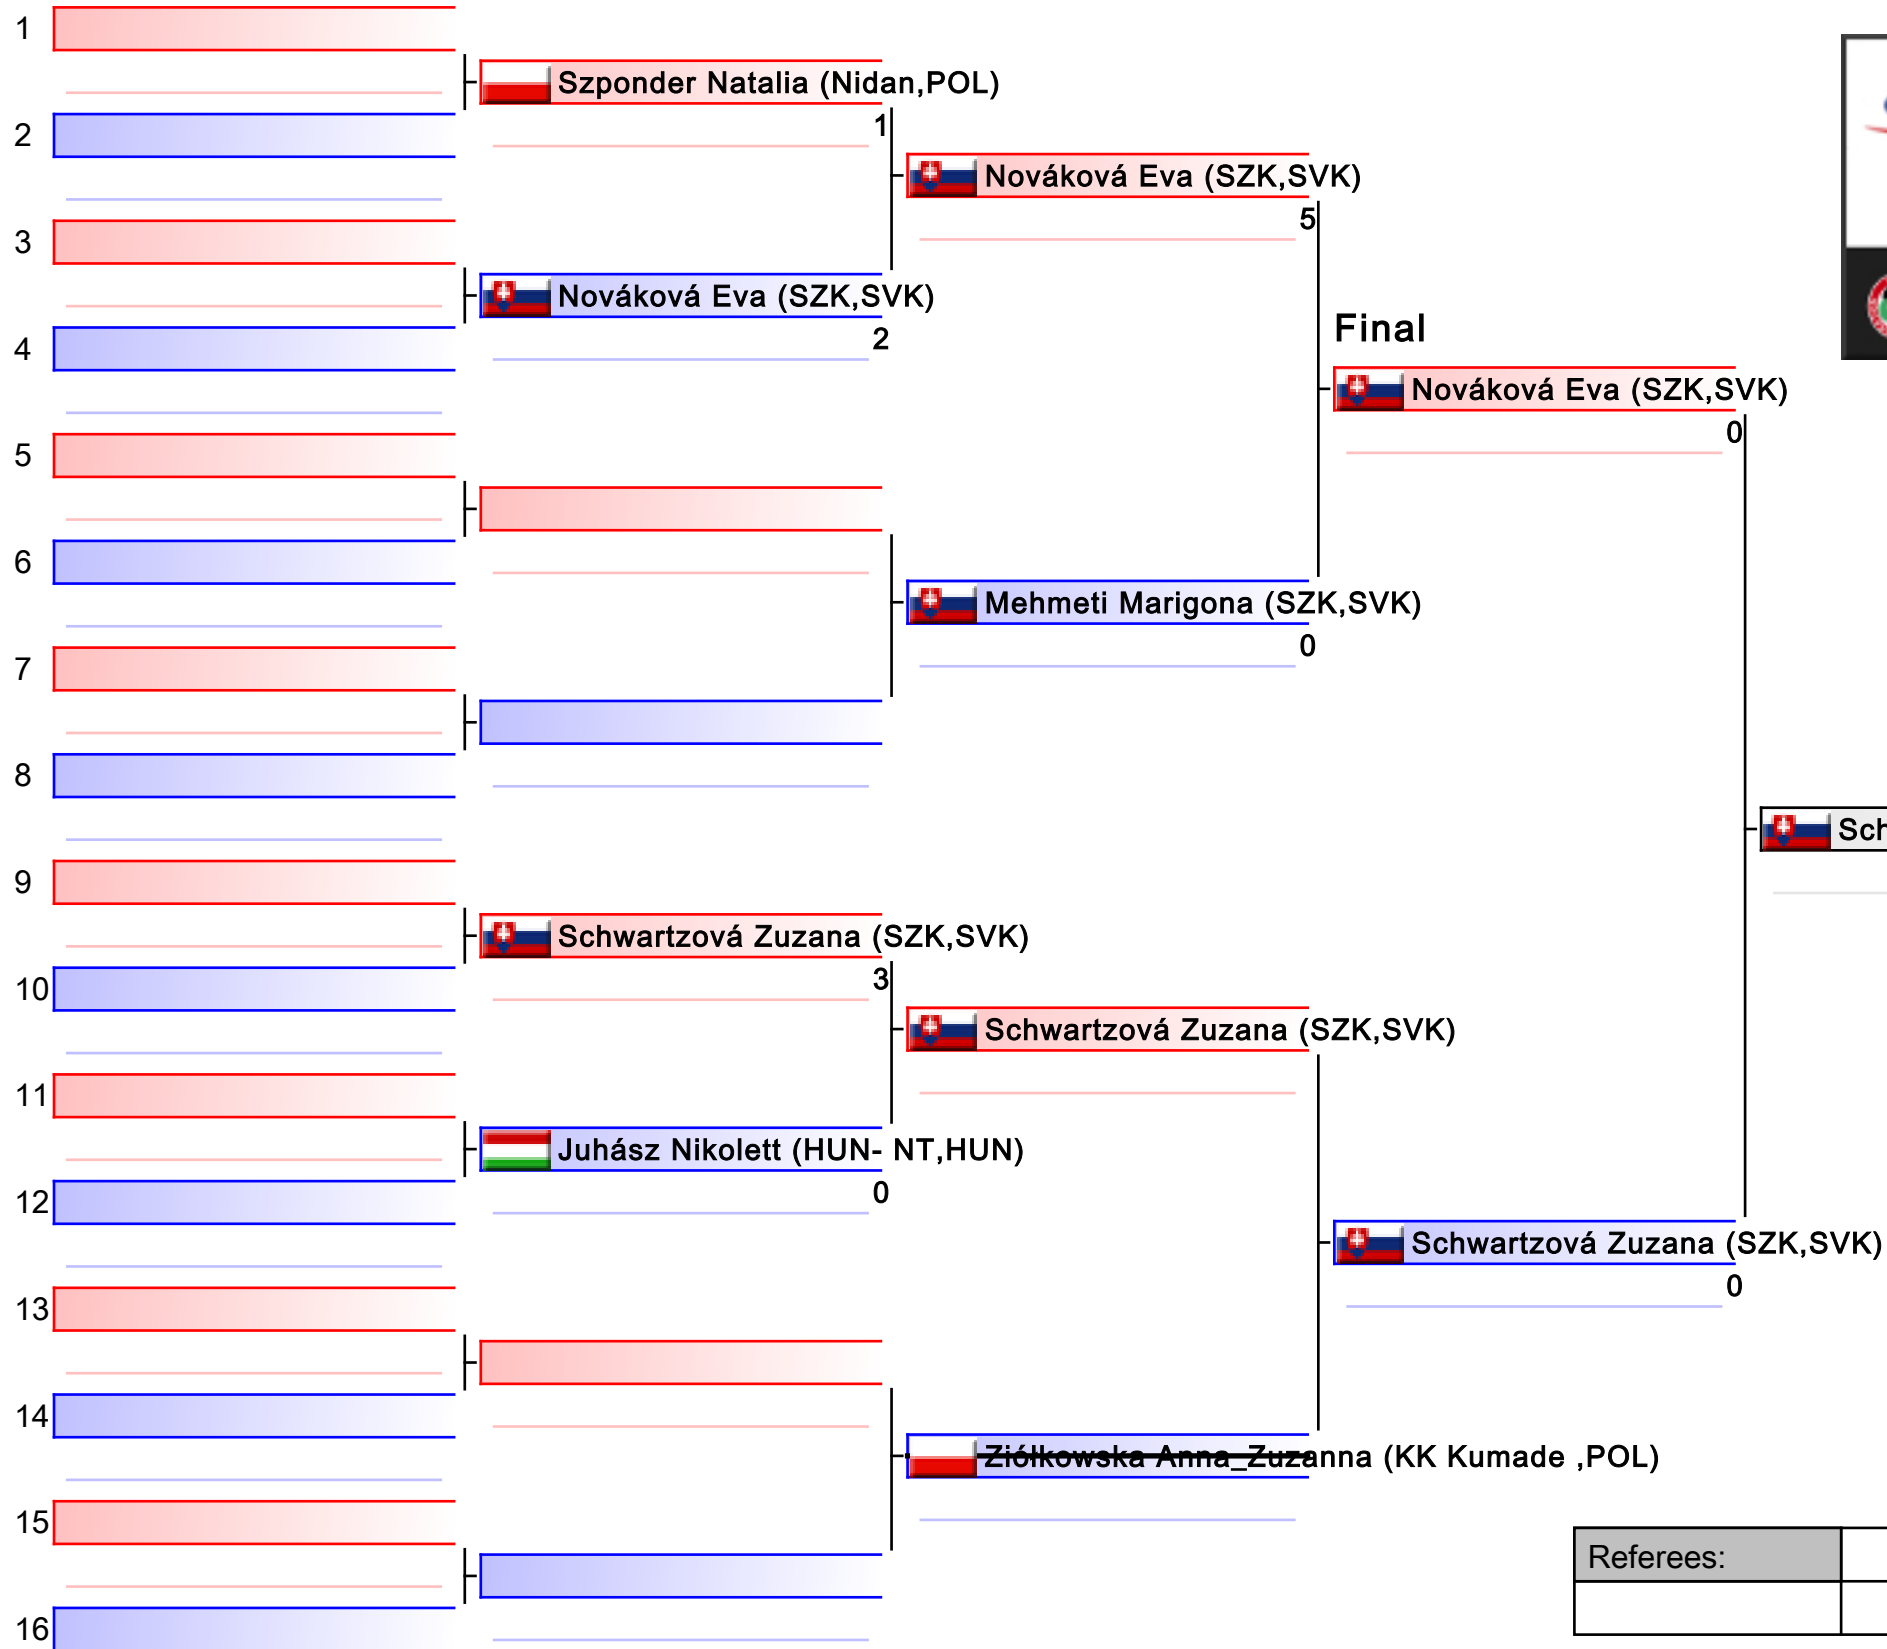 1
Szponder Natalia (Nidan,POL)
1
2
Nováková Eva (SZK,SVK)
5
3
Nováková Eva (SZK,SVK)
2
Final
4
Nováková Eva (SZK,SVK)
0
5
6
Mehmeti Marigona (SZK,SVK)
0
7
8
Sch
9
Schwartzová Zuzana (SZK,SVK)
3
10
Schwartzová Zuzana (SZK,SVK)
11
Juhász Nikolett (HUN- NT,HUN)
0
12
Schwartzová Zuzana (SZK,SVK)
0
13
14
Ziółkowska Anna_Zuzanna (KK Kumade ,POL)
15
Referees:
16